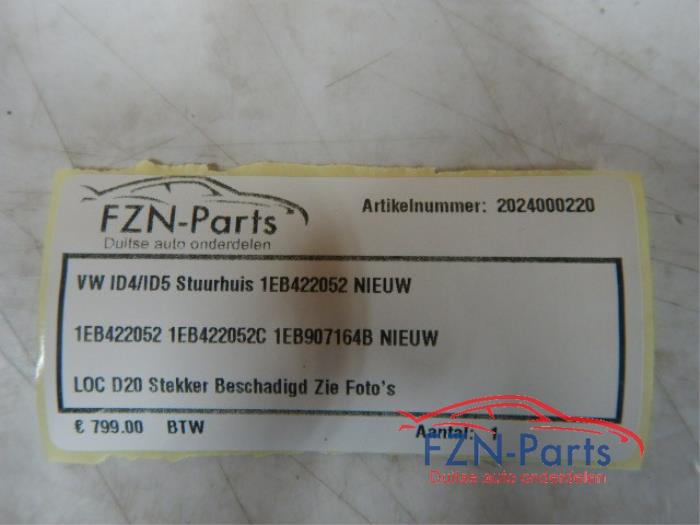 FZN-Parts
Duitse auto onderdelen
Artikelnummer: 2024000220
VW ID4/ID5 Stuurhuis 1EB422052 NIEUW
1EB422052 1EB422052C 1EB907164B NIEUW
LOC D20 Stekker Beschadigd Zie Foto's
€ 799.00 BTW
Aantal: 1
FZN-Parts
Duitse auto onderdelen